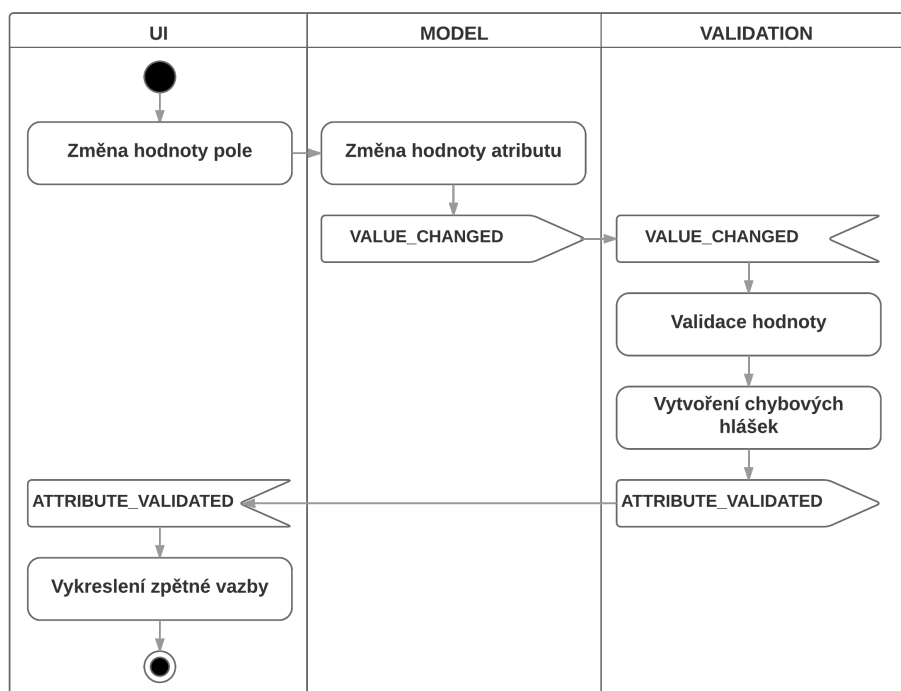 UI
MODEL
VALIDATION
Změna hodnoty pole
Změna hodnoty atributu
VALUE_CHANGED
VALUE_CHANGED
Validace hodnoty
Vytvoření chybových
hlášek
ATTRIBUTE_VALIDATED
ATTRIBUTE_VALIDATED
Vykreslení zpětné vazby